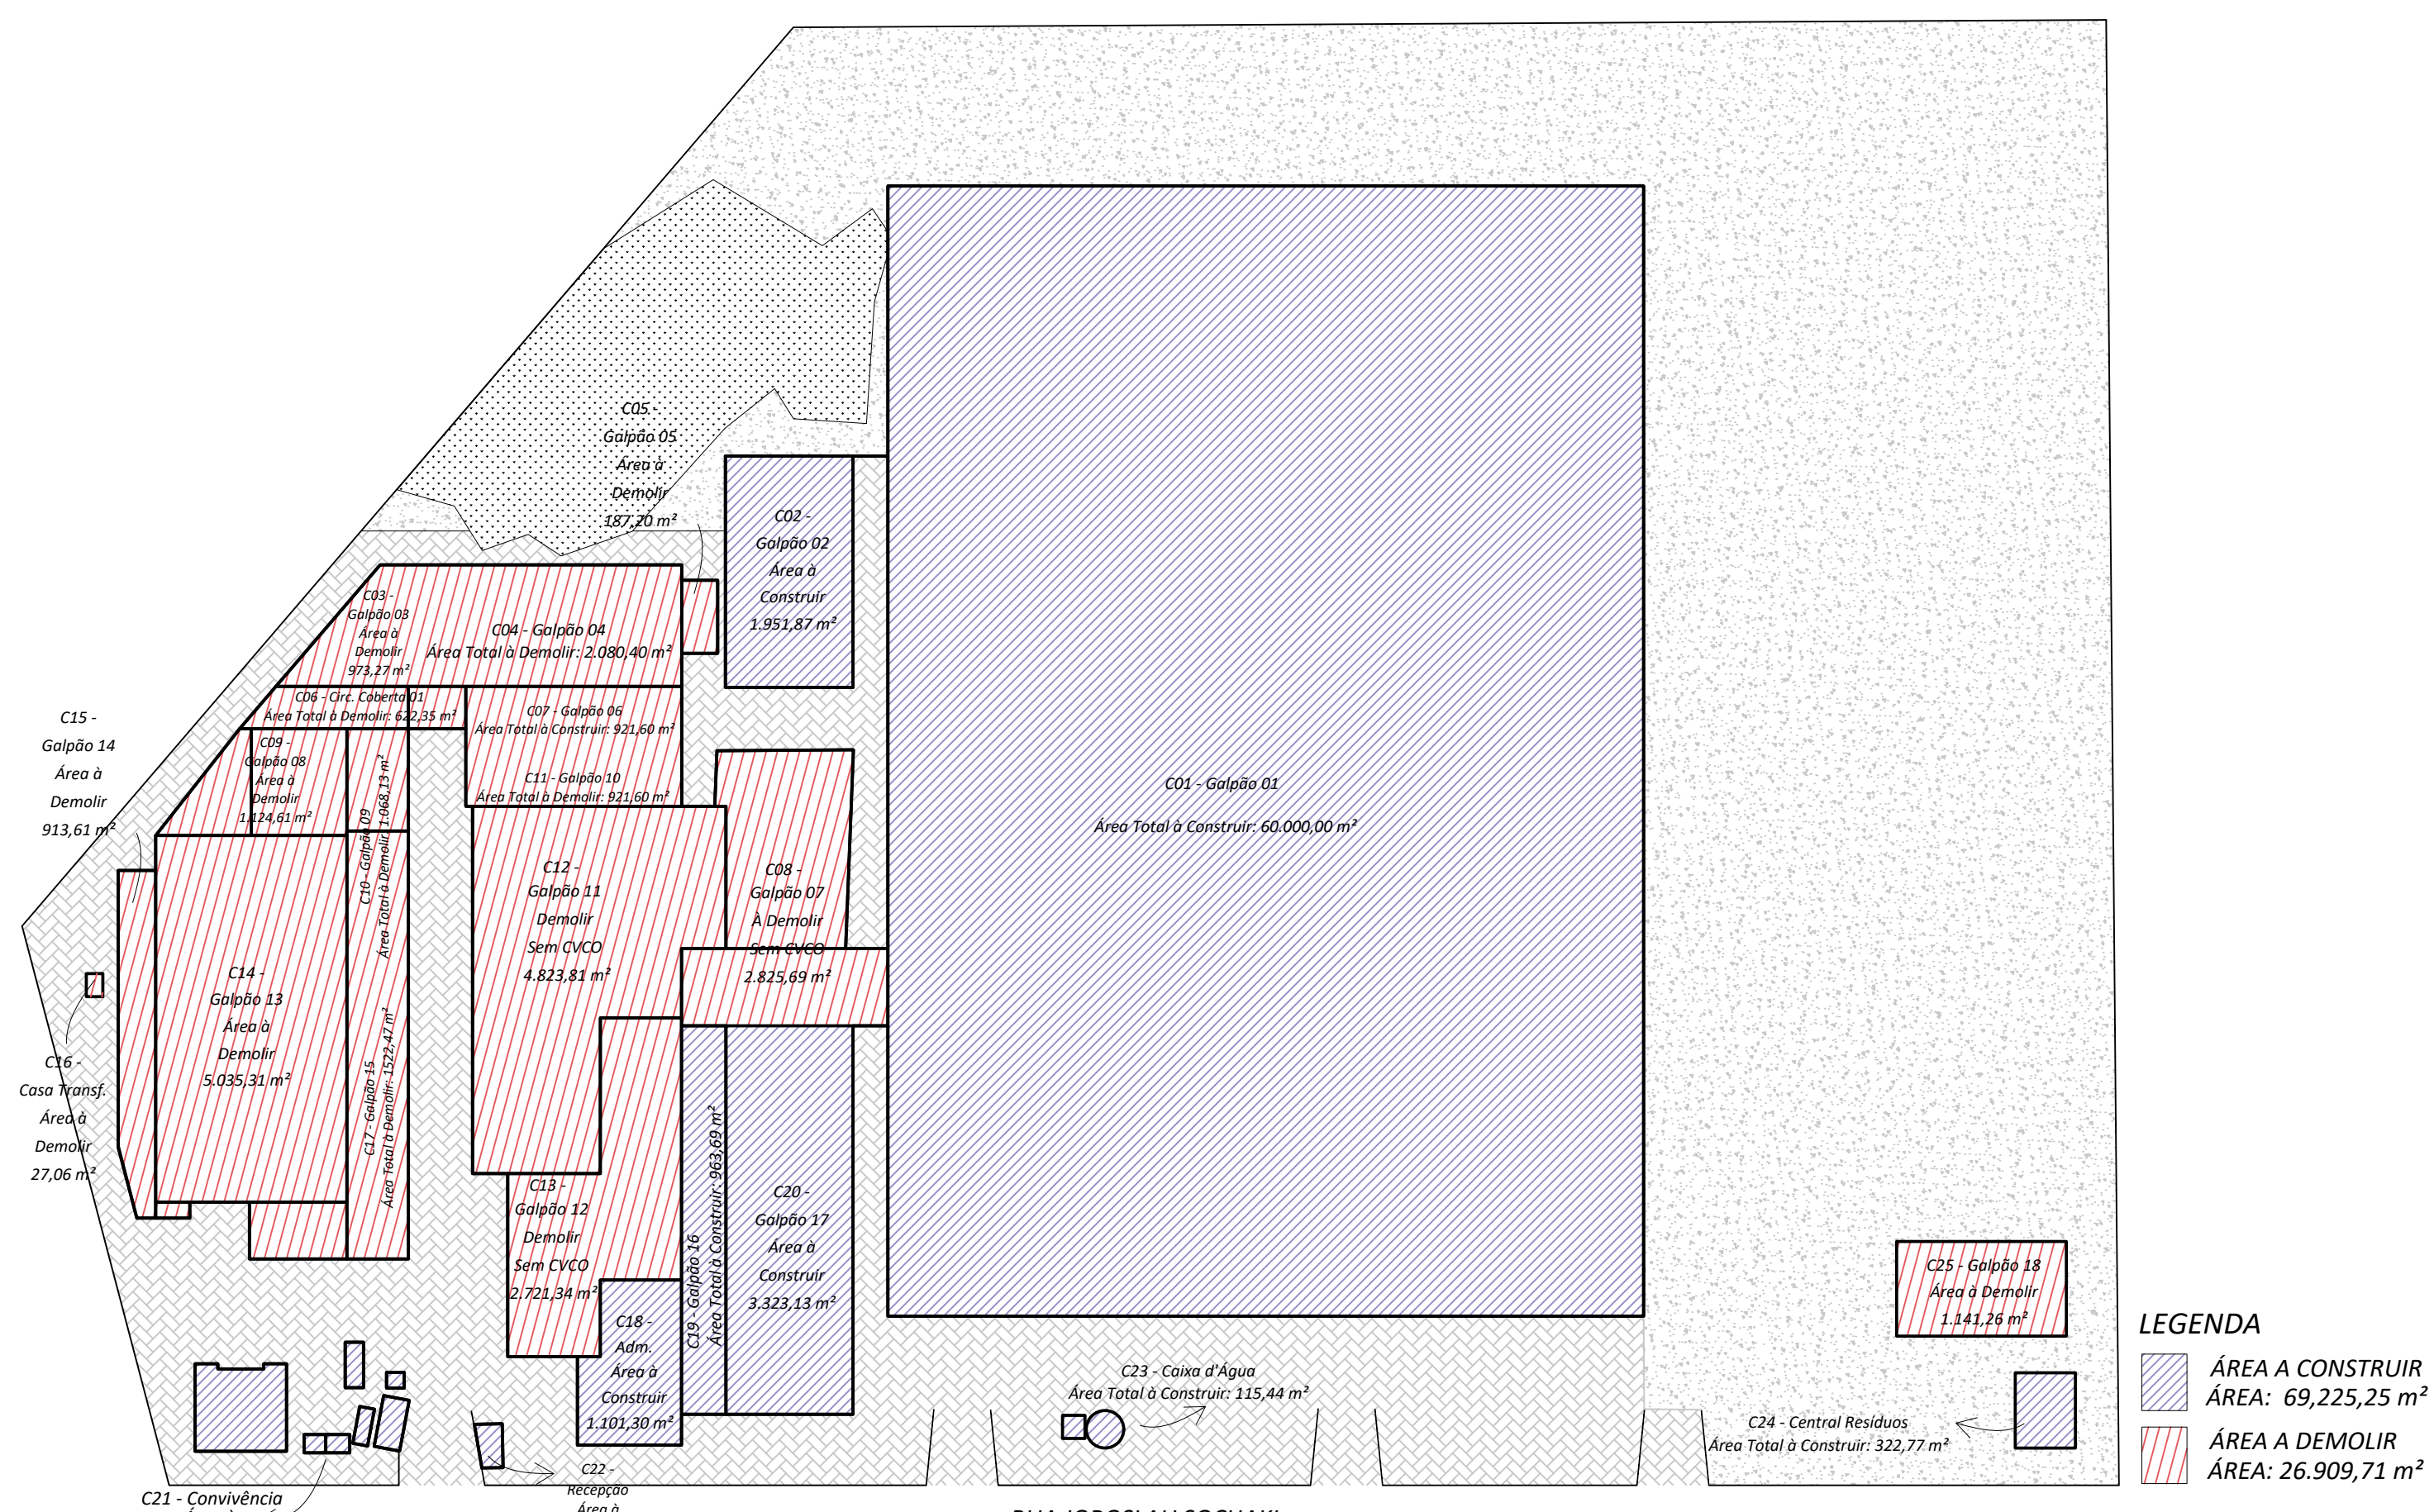 C05 -
Galpão 05
Área à
Demolir
187,20 m²
C02 -
Galpão 02
Área à
Construir
1.951,87 m²
C03 -
Galpão 03
Área à
Demolir
973,27 m²
C04 - Galpão 04
Área Total à Demolir: 2.080,40 m²
C06 - Circ. Coberta 01
Área Total à Demolir: 622,35 m²
C07 - Galpão 06
Área Total à Construir: 921,60 m²
C15 -
Galpão 14
Área à
Demolir
913,61 m²
C09 -
Galpão 08
Área à
Demolir
1.124,61 m²
C10 - Galpão 09
Área Total à Demolir: 1.068,13 m²
C11 - Galpão 10
Área Total à Demolir: 921,60 m²
C01 - Galpão 01
Área Total à Construir: 60.000,00 m²
C12 -
Galpão 11
Demolir
Sem CVCO
4.823,81 m²
C08 -
Galpão 07
À Demolir
Sem CVCO
2.825,69 m²
C14 -
Galpão 13
Área à
Demolir
5.035,31 m²
C16 -
Casa Transf.
Área à
Demolir
27,06 m²
C17 - Galpão 15
Área Total à Demolir: 1522,47 m²
C13 -
Galpão 12
Demolir
Sem CVCO
2.721,34 m²
C19 - Galpão 16
Área Total à Construir: 963,69 m²
C20 -
Galpão 17
Área à
Construir
3.323,13 m²
C18 -
Adm.
Área à
Construir
1.101,30 m²
C25 - Galpão 18
Área à Demolir
1.141,26 m²
C23 - Caixa d'Água
Área Total à Construir: 115,44 m²
C24 - Central Resíduos
Área Total à Construir: 322,77 m²
LEGENDA
ÁREA A CONSTRUIR
ÁREA: 69,225,25 m²
ÁREA A DEMOLIR
ÁREA: 26.909,71 m²
C21 - Convivência
C22 -
Recepção
Área à